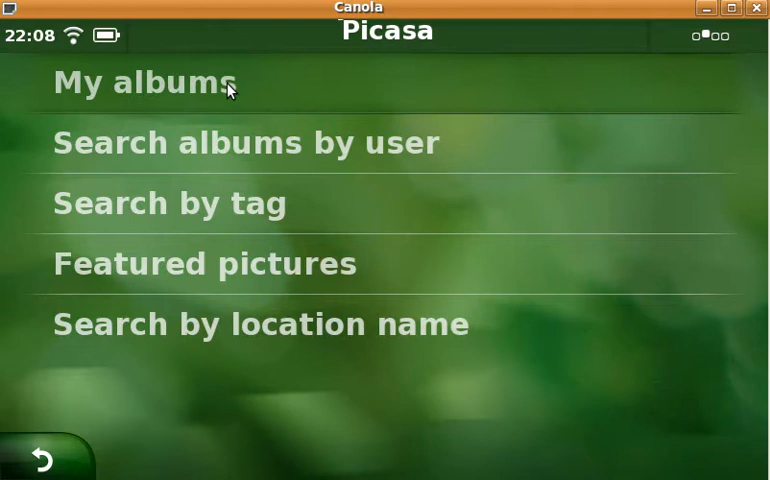 Canola
22:08
Picasa
My albums
Search albums by user
Search by tag
Featured pictures
Search by location name